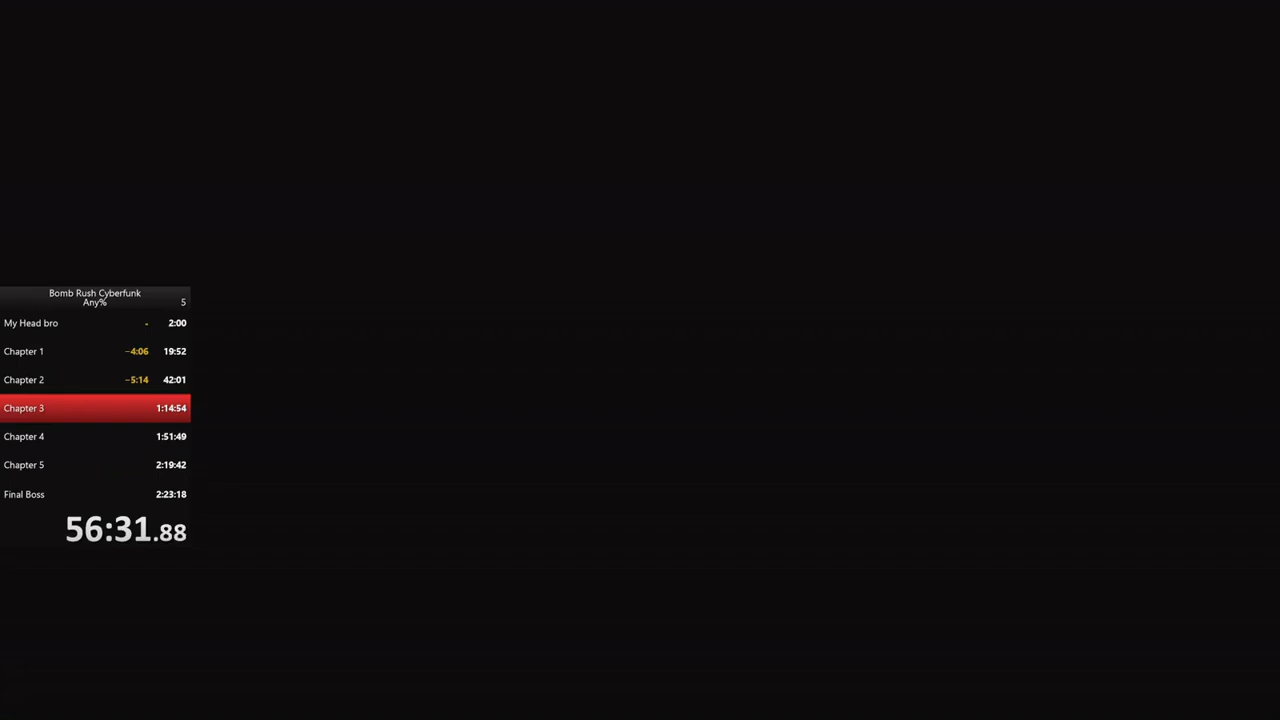 Bomb Rush Cyberfunk
Any% 5
My Head bro - 2:00
Chapter 1 −4:06 19:52
Chapter 2 −5:14 42:01
Chapter 3 1:14:54
Chapter 4 1:51:49
Chapter 5 2:19:42
Final Boss 2:23:18
56:31.88